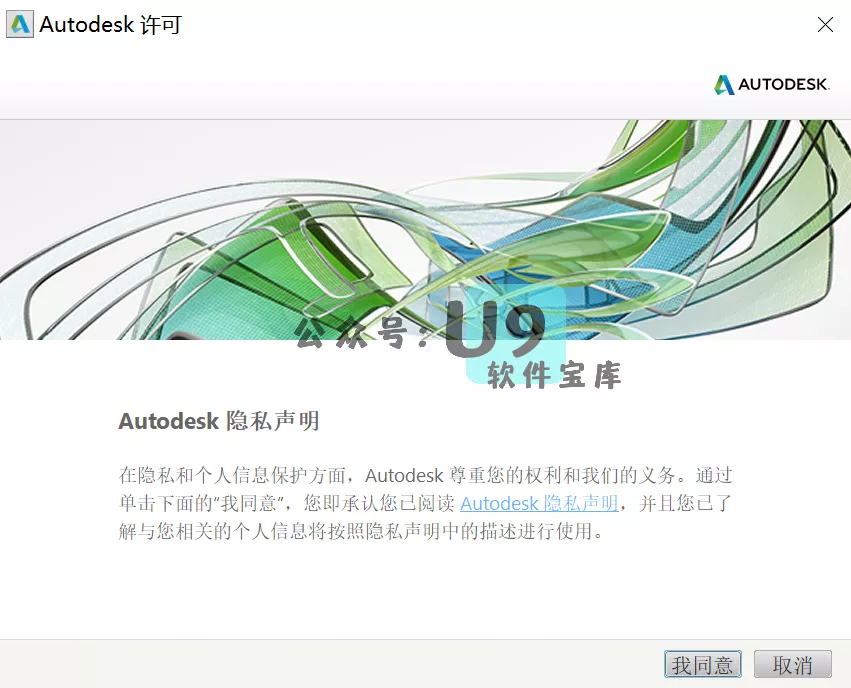 Autodesk 许可
AUTODESK.
公众号:U9
软件宝库
Autodesk 隐私声明
在隐私和个人信息保护方面，Autodesk 尊重您的权利和我们的义务。通过
单击下面的“我同意”，您即承认您已阅读 Autodesk 隐私声明，并且您已了
解与您相关的个人信息将按照隐私声明中的描述进行使用。
我同意
取消